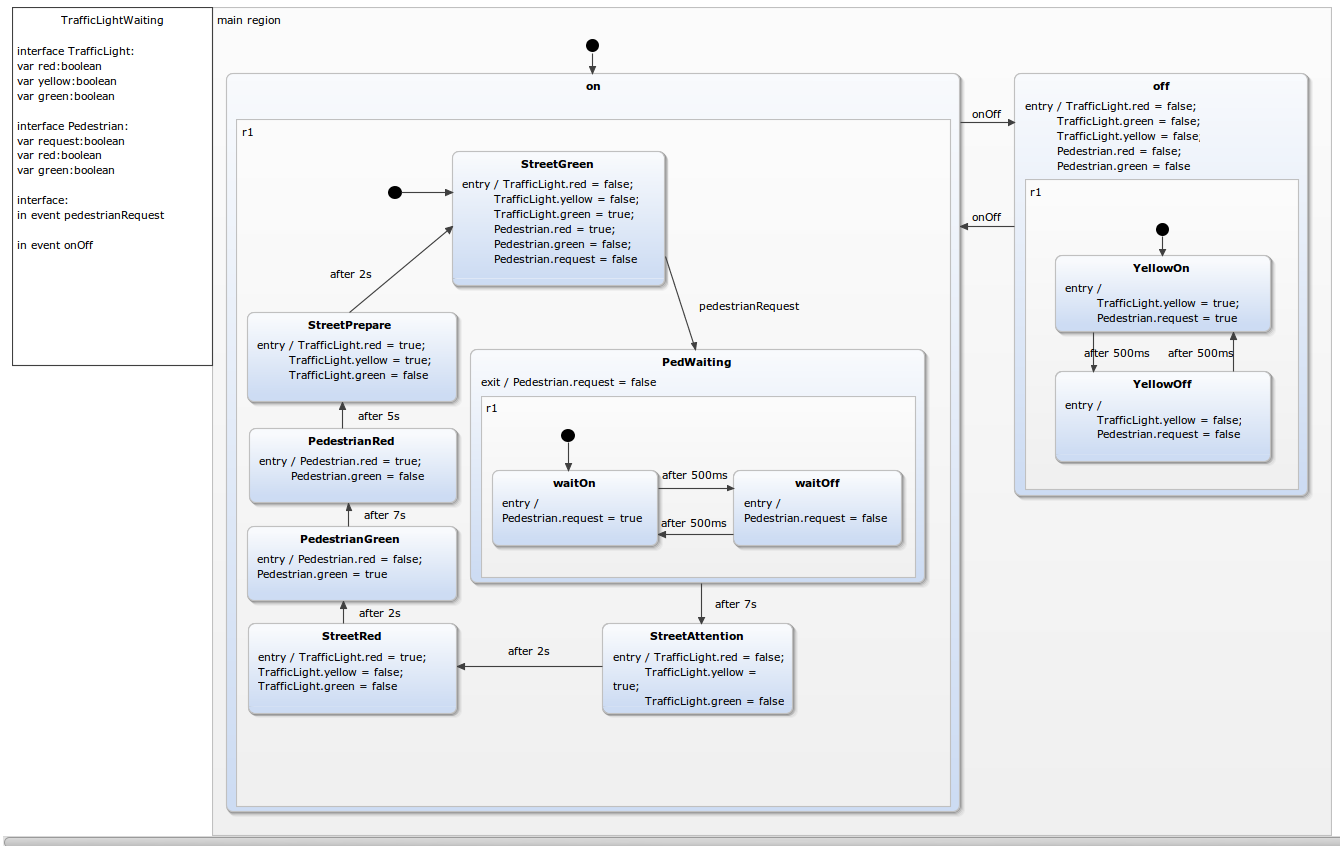 TrafficLightWaiting
interface TrafficLight:
var red:boolean
var yellow:boolean
var green:boolean
interface Pedestrian:
var request:boolean
var red:boolean
var green:boolean
interface:
in event pedestrianRequest
in event onOff
main region
on
r1
StreetGreen
entry / TrafficLight.red = false;
TrafficLight.yellow = false;
TrafficLight.green = true;
Pedestrian.red = true;
Pedestrian.green = false;
Pedestrian.request = false
after 2s
pedestrianRequest
StreetPrepare
entry / TrafficLight.red = true;
TrafficLight.yellow = true;
TrafficLight.green = false
after 5s
PedestrianRed
entry / Pedestrian.red = true;
Pedestrian.green = false
after 7s
PedestrianGreen
entry / Pedestrian.red = false;
Pedestrian.green = true
after 2s
StreetRed
entry / TrafficLight.red = true;
TrafficLight.yellow = false;
TrafficLight.green = false
after 2s
PedWaiting
exit / Pedestrian.request = false
r1
waitOn
entry /
Pedestrian.request = true
after 500ms
after 500ms
waitOff
entry /
Pedestrian.request = false
after 7s
StreetAttention
entry / TrafficLight.red = false;
TrafficLight.yellow =
true;
TrafficLight.green = false
onOff
onOff
off
entry / TrafficLight.red = false;
TrafficLight.green = false;
TrafficLight.yellow = false;
Pedestrian.red = false;
Pedestrian.green = false
r1
YellowOn
entry /
TrafficLight.yellow = true;
Pedestrian.request = true
after 500ms
after 500ms
YellowOff
entry /
TrafficLight.yellow = false;
Pedestrian.request = false